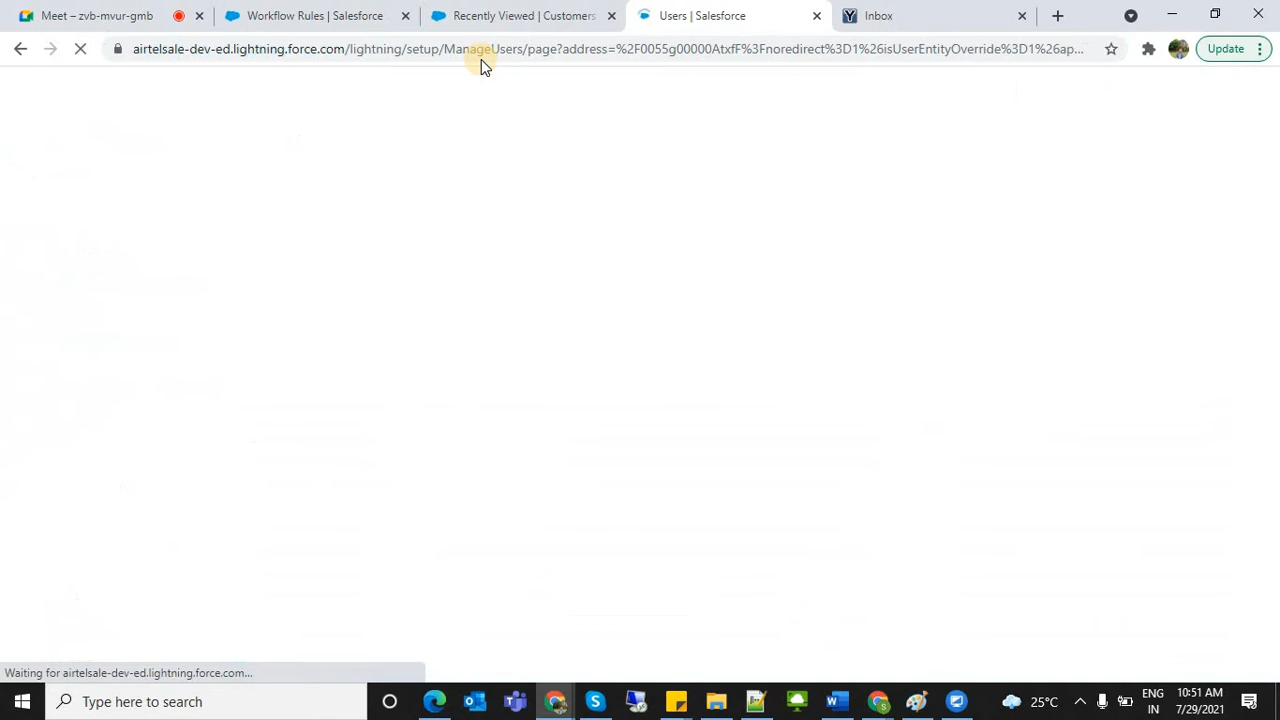 Meet – zvb-mvur-gmb
Workflow Rules | Salesforce
Recently Viewed | Customers
Users | Salesforce
Inbox
airtelsale-dev-ed.lightning.force.com/lightning/setup/ManageUsers/page?address=%2F0055g00000AtxfF%3Fnoredirect%3D1%26isUserEntityOverride%3D1%26ap...
Update
Waiting for airtelsale-dev-ed.lightning.force.com...
Type here to search
25°C
ENG
IN
10:51 AM
7/29/2021